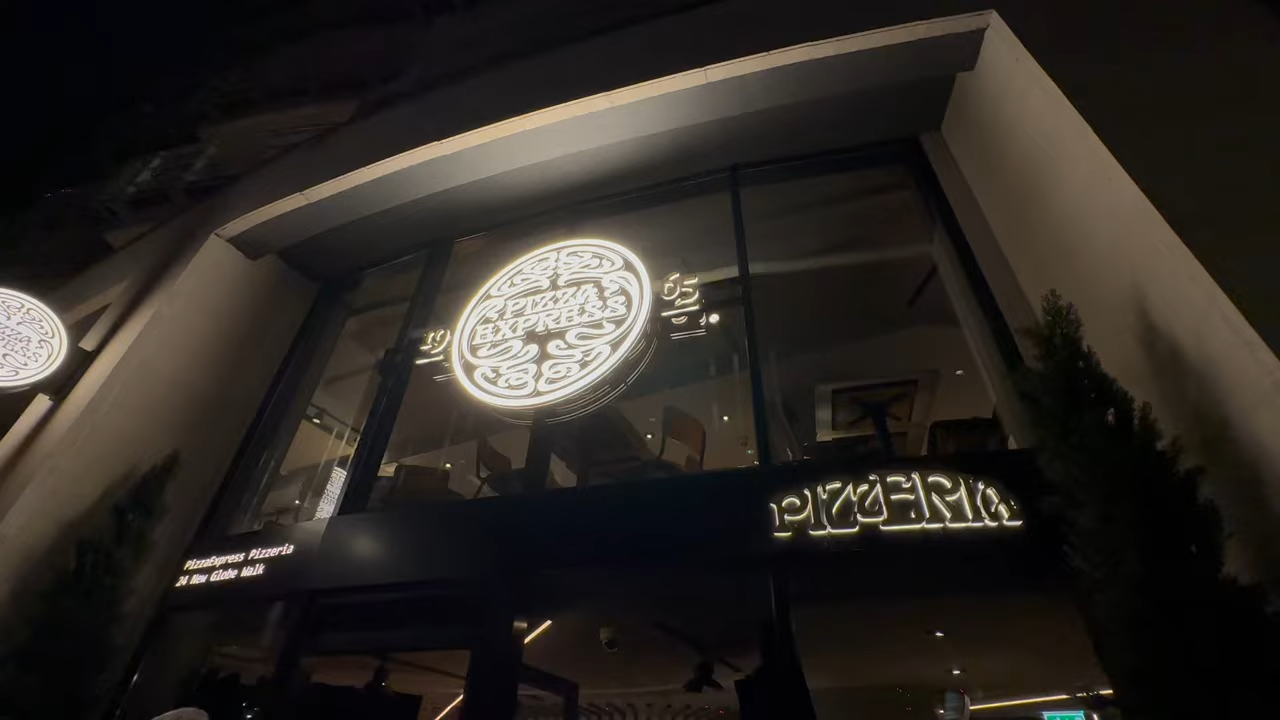 19
PIZZA
EXPRESS
65
PIZZERIA
PizzaExpress Pizzeria
24 New Globe Walk